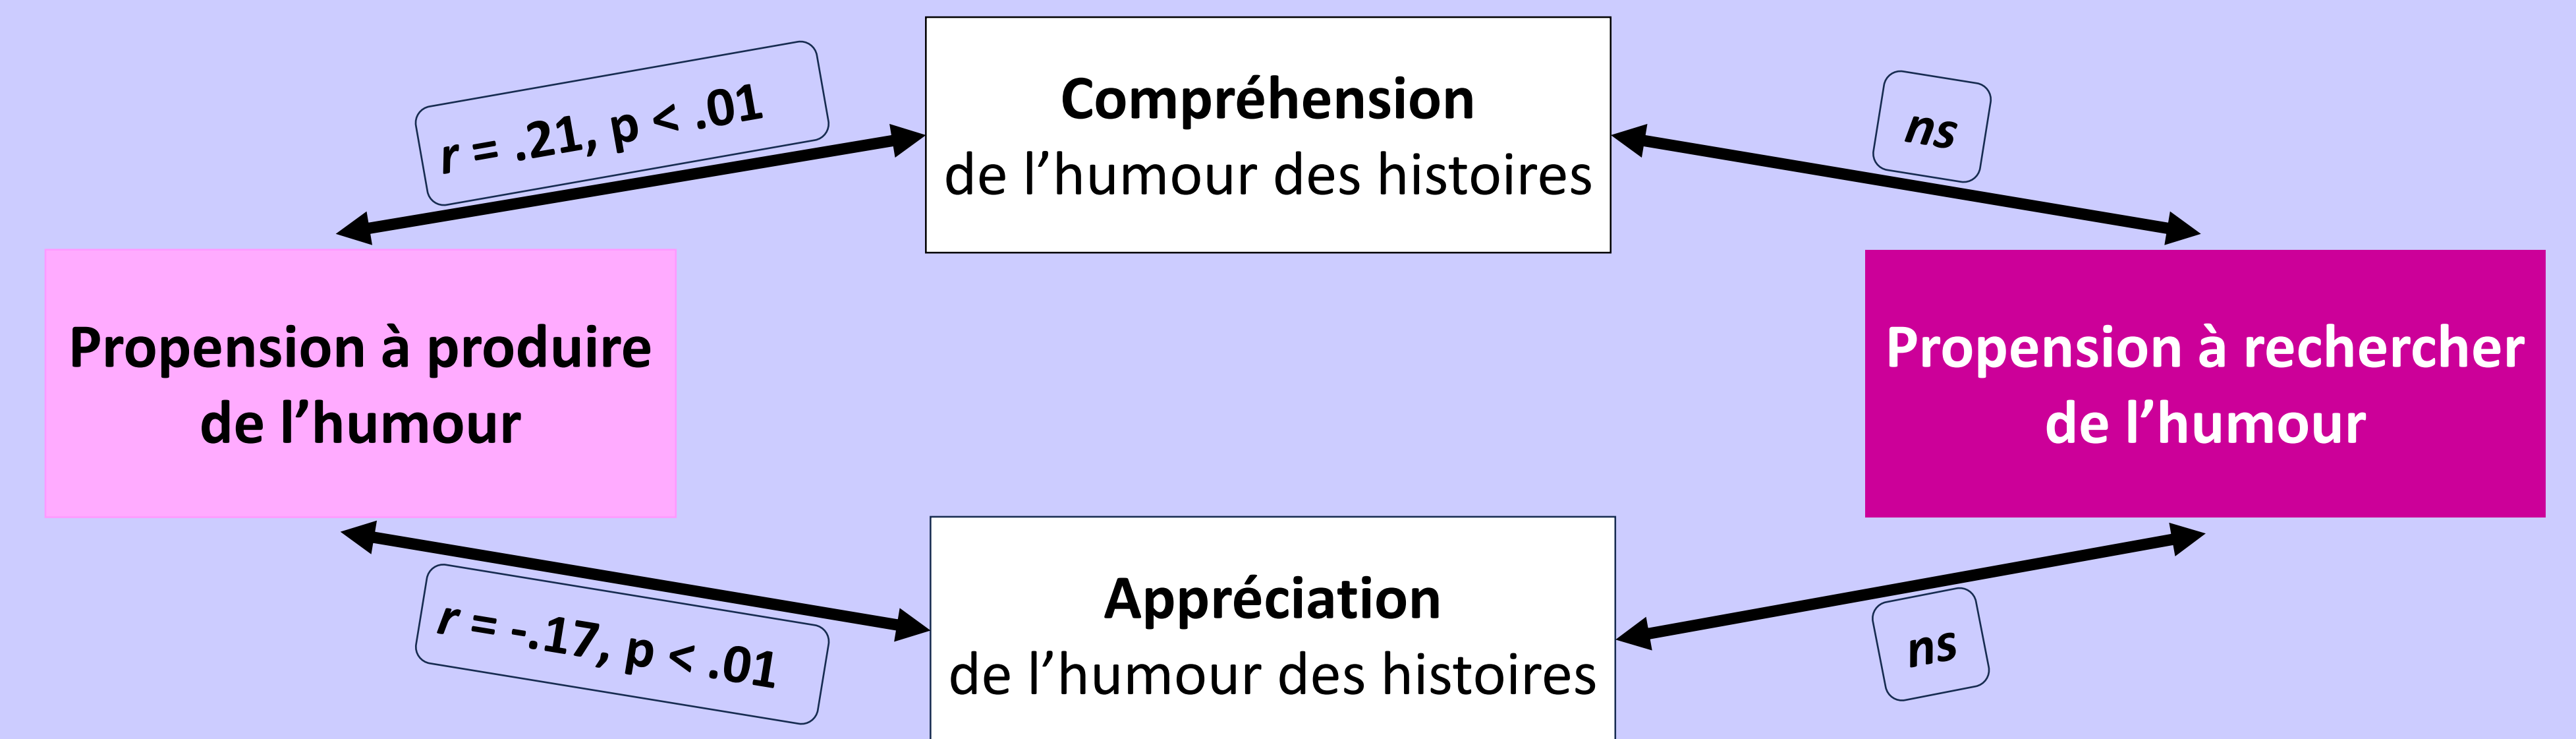 r = .21, p < .01
Compréhension
de l’humour des histoires
ns
Propension à produire
de l’humour
Propension à rechercher
de l’humour
r = -.17, p < .01
Appréciation
de l’humour des histoires
ns